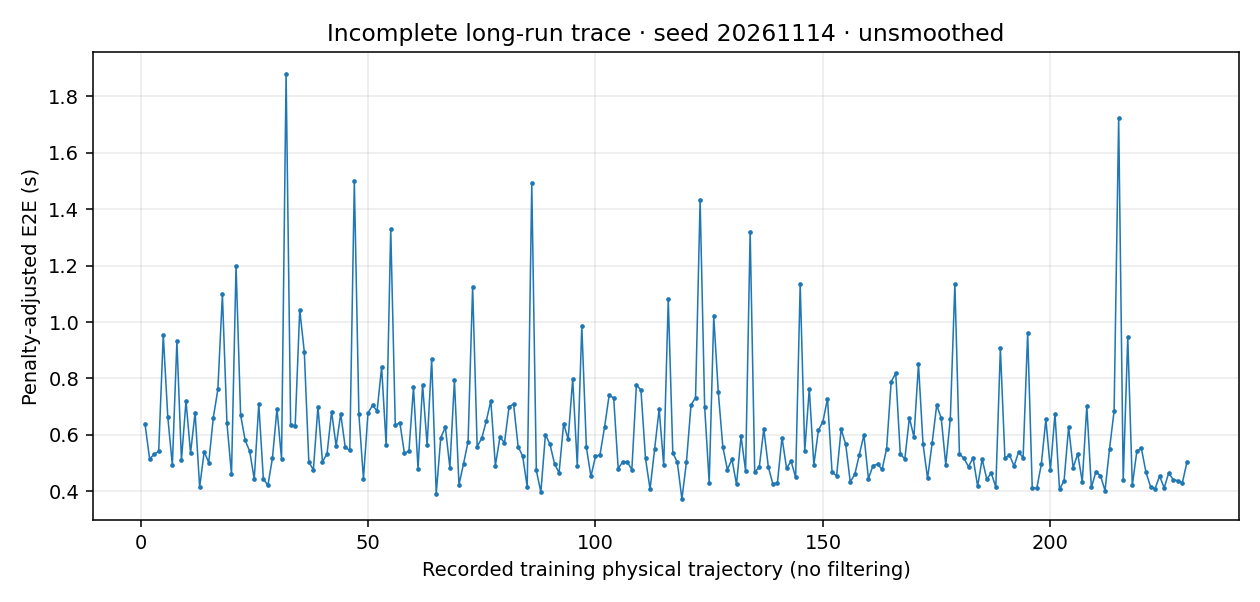 Incomplete long-run trace · seed 20261114 · unsmoothed
Penalty-adjusted E2E (s)
1.8
1.6
1.4
1.2
1.0
0.8
0.6
0.4
0 50 100 150 200
Recorded training physical trajectory (no filtering)